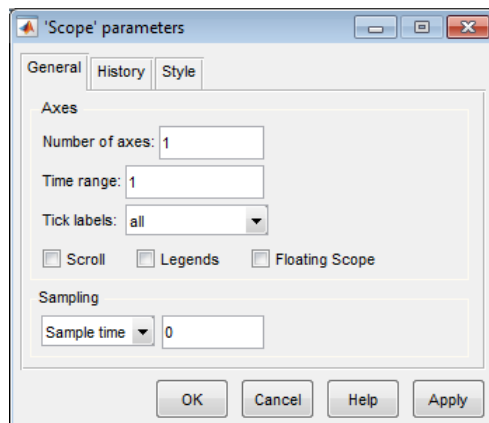 'Scope' parameters
General History Style
Axes
Number of axes: 1
Time range: 1
Tick labels: all
Scroll Legends Floating Scope
Sampling
Sample time 0
OK Cancel Help Apply